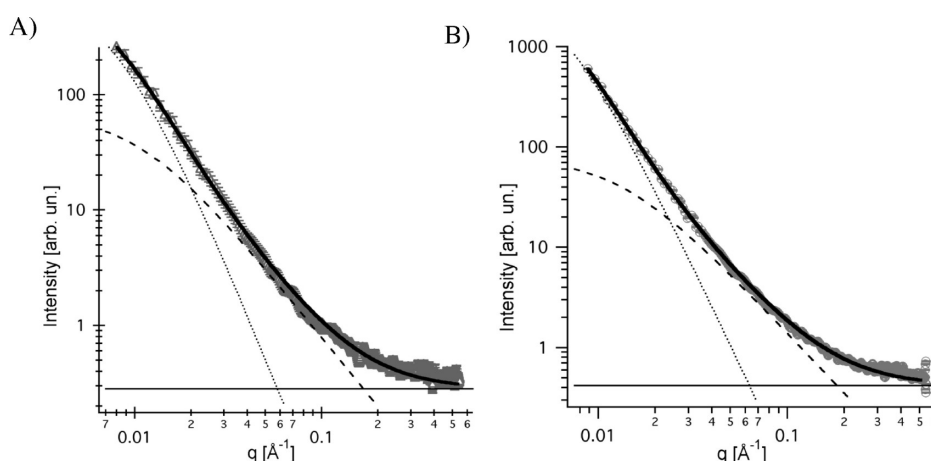 A)
100
10
1
Intensity [arb. un.]
7 2 3 4 5 6 7 2 3 4 5 6
0.01 0.1
q [Å⁻¹]
B)
1000
100
10
1
Intensity [arb. un.]
2 3 4 5 6 7 2 3 4 5
0.01 0.1
q [Å⁻¹]